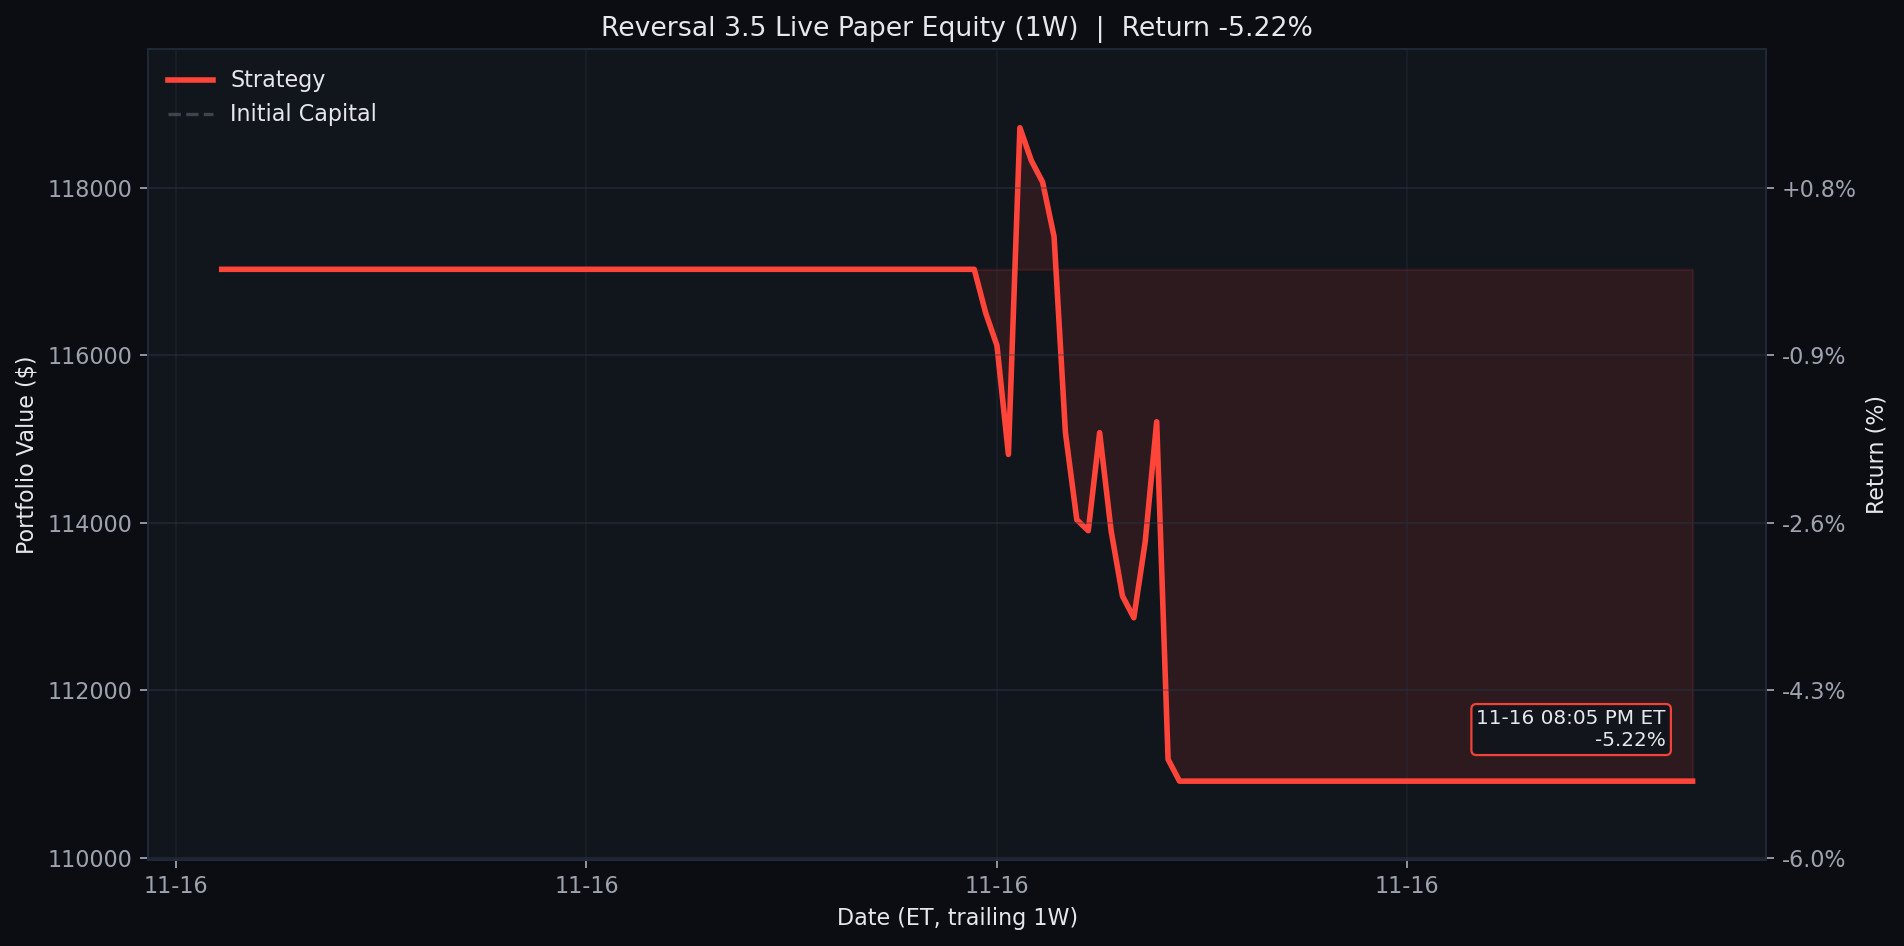 Reversal 3.5 Live Paper Equity (1W)  |  Return -5.22%
Strategy
Initial Capital
118000
116000
114000
112000
110000
Portfolio Value ($)
+0.8%
-0.9%
-2.6%
-4.3%
-6.0%
Return (%)
11-16 08:05 PM ET
-5.22%
11-16
11-16
11-16
11-16
Date (ET, trailing 1W)